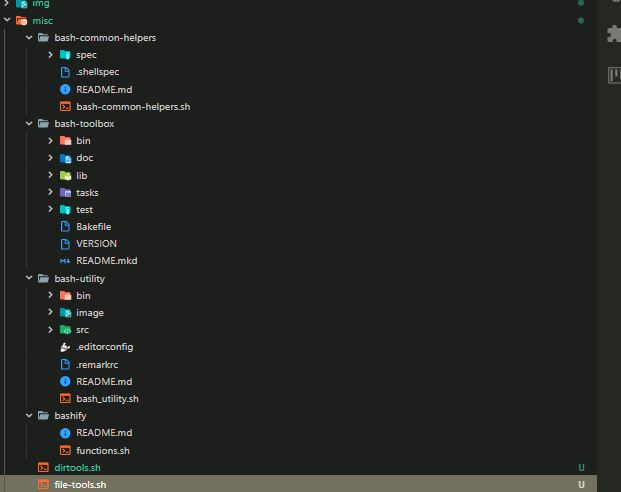 img
misc
bash-common-helpers
spec
.shellspec
README.md
bash-common-helpers.sh
bash-toolbox
bin
doc
lib
tasks
test
Bakefile
VERSION
README.mkd
bash-utility
bin
image
src
.editorconfig
.remarkrc
README.md
bash_utility.sh
bashify
README.md
functions.sh
dirtools.sh U
file-tools.sh U